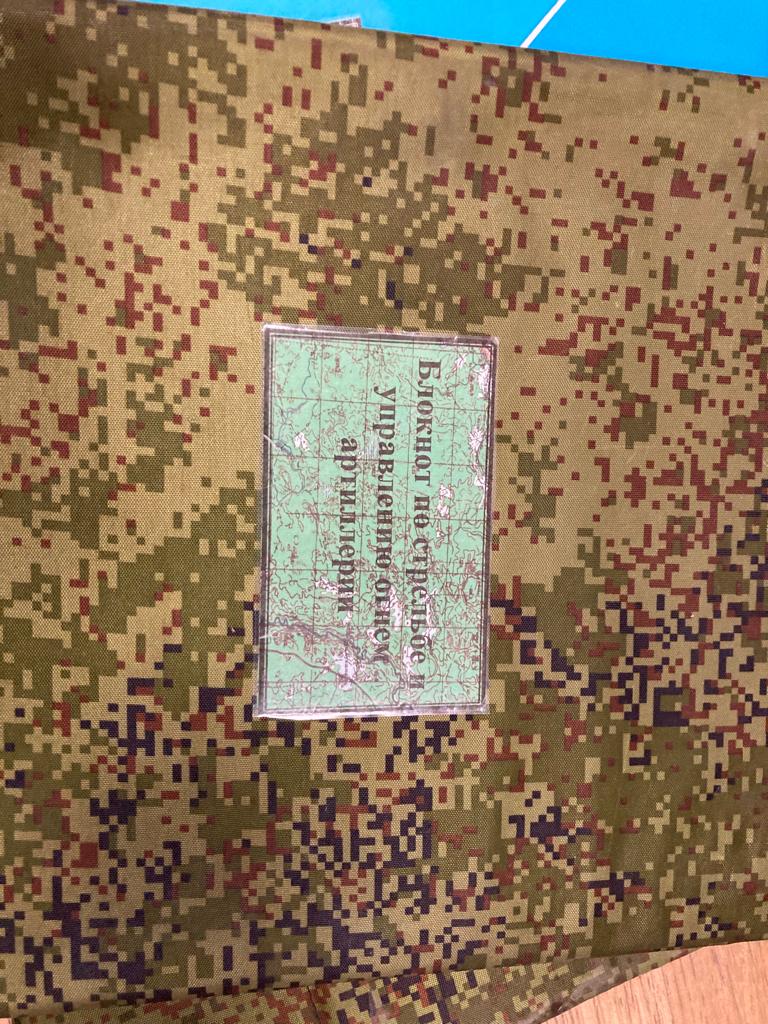 Блокнот по стрельбе и
управлению огнем
артиллерии